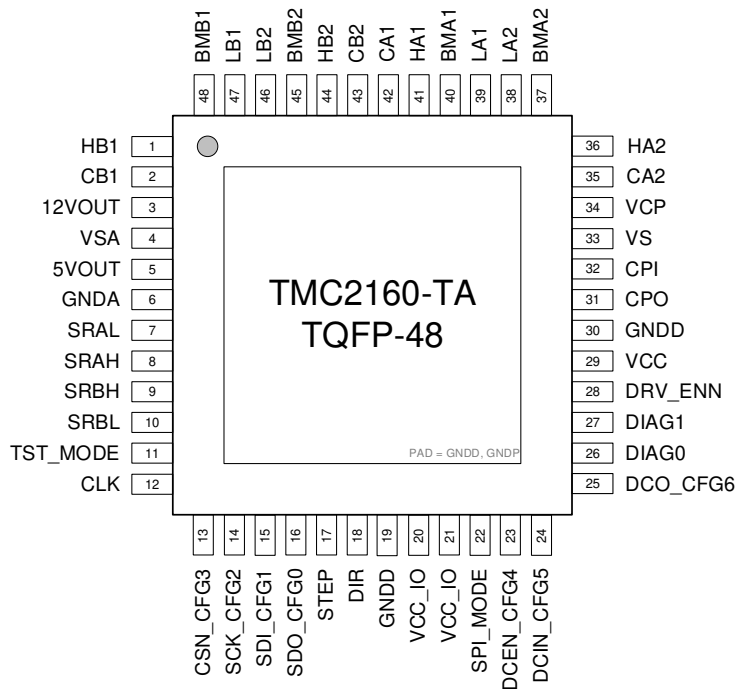 BMB1
LB1
LB2
BMB2
HB2
CB2
CA1
HA1
BMA1
LA1
LA2
BMA2
48
47
46
45
44
43
42
41
40
39
38
37
HB1 1
CB1 2
12VOUT 3
VSA 4
5VOUT 5
GNDA 6
SRAL 7
SRAH 8
SRBH 9
SRBL 10
TST_MODE 11
CLK 12
TMC2160-TA
TQFP-48
PAD = GNDD, GNDP
36 HA2
35 CA2
34 VCP
33 VS
32 CPI
31 CPO
30 GNDD
29 VCC
28 DRV_ENN
27 DIAG1
26 DIAG0
25 DCO_CFG6
13
14
15
16
17
18
19
20
21
22
23
24
CSN_CFG3
SCK_CFG2
SDI_CFG1
SDO_CFG0
STEP
DIR
GNDD
VCC_IO
VCC_IO
SPI_MODE
DCEN_CFG4
DCIN_CFG5